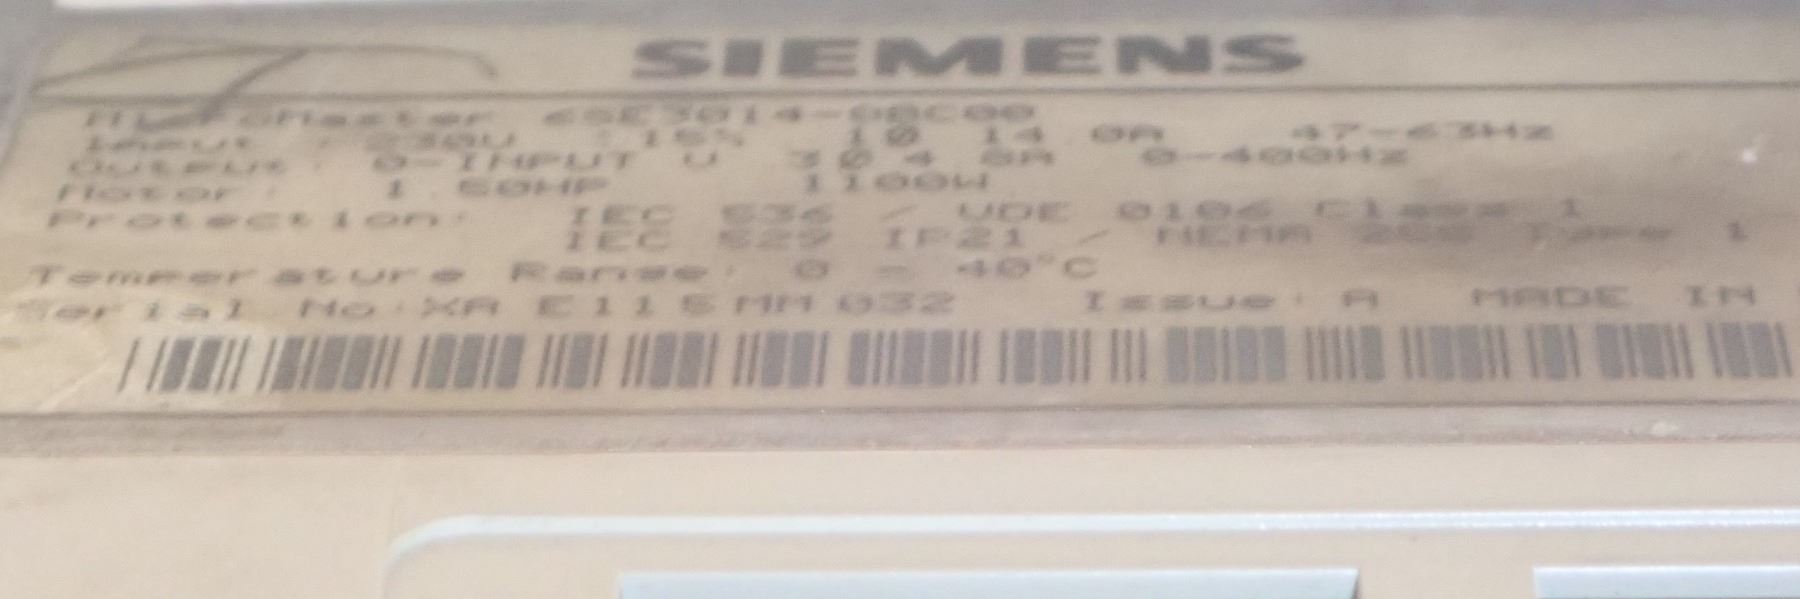 SIEMENS
MicroMaster 6SE3014-0BC00
Input : 230V 15% 1Ø 14.0A 47-63Hz
Output: 0-INPUT V 3Ø 4.8A 0-400Hz
Motor: 1.50HP 1100W
Protection: IEC 536 / VDE 0106 Class 1
IEC 529 IP21 / NEMA Type 1
Temperature Range: 0 - 40°C
Serial No:XA E115MM032 Issue: A MADE IN